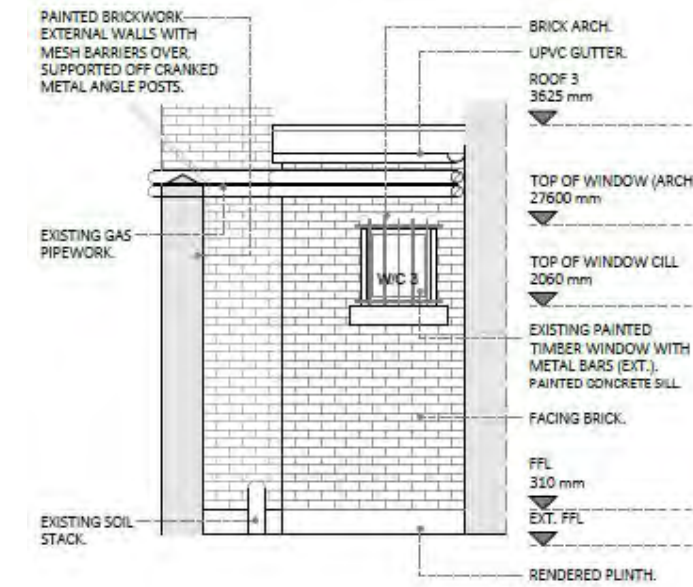 PAINTED BRICKWORK
EXTERNAL WALLS WITH
MESH BARRIERS OVER,
SUPPORTED OFF CRANKED
METAL ANGLE POSTS.
EXISTING GAS
PIPEWORK.
EXISTING SOIL
STACK.
W/C 3
BRICK ARCH.
UPVC GUTTER.
ROOF 3
3625 mm
TOP OF WINDOW (ARCH
27600 mm
TOP OF WINDOW CILL
2060 mm
EXISTING PAINTED
TIMBER WINDOW WITH
METAL BARS (EXT.).
PAINTED CONCRETE SILL
FACING BRICK.
FFL
310 mm
EXT. FFL
RENDERED PLINTH.